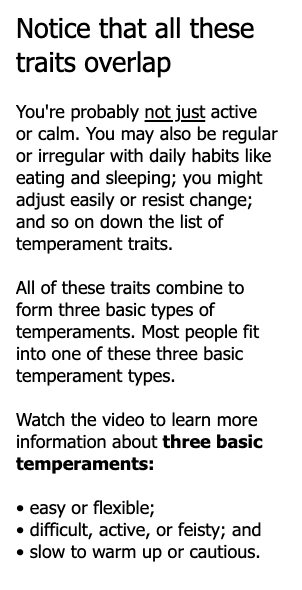 Notice that all these
traits overlap
You're probably not just active
or calm. You may also be regular
or irregular with daily habits like
eating and sleeping; you might
adjust easily or resist change;
and so on down the list of
temperament traits.
All of these traits combine to
form three basic types of
temperaments. Most people fit
into one of these three basic
temperament types.
Watch the video to learn more
information about three basic
temperaments:
• easy or flexible;
• difficult, active, or feisty; and
• slow to warm up or cautious.